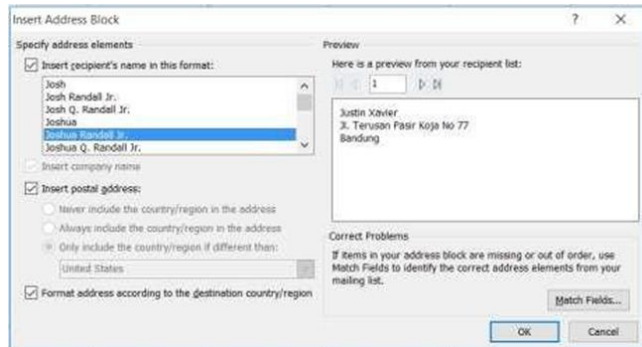 Insert Address Block
? ×
Specify address elements
Insert recipient's name in this format:
Josh
Josh Randall Jr.
Josh Q. Randall Jr.
Joshua
Joshua Randall Jr.
Joshua Q. Randall Jr.
Insert company name
Insert postal address:
Never include the country/region in the address
Always include the country/region in the address
Only include the country/region if different than:
United States
Format address according to the destination country/region
Preview
Here is a preview from your recipient list:
1
Justin Xavier
Jl. Terusan Pasir Koja No 77
Bandung
Correct Problems
If items in your address block are missing or out of order, use
Match Fields to identify the correct address elements from your
mailing list.
Match Fields...
OK
Cancel